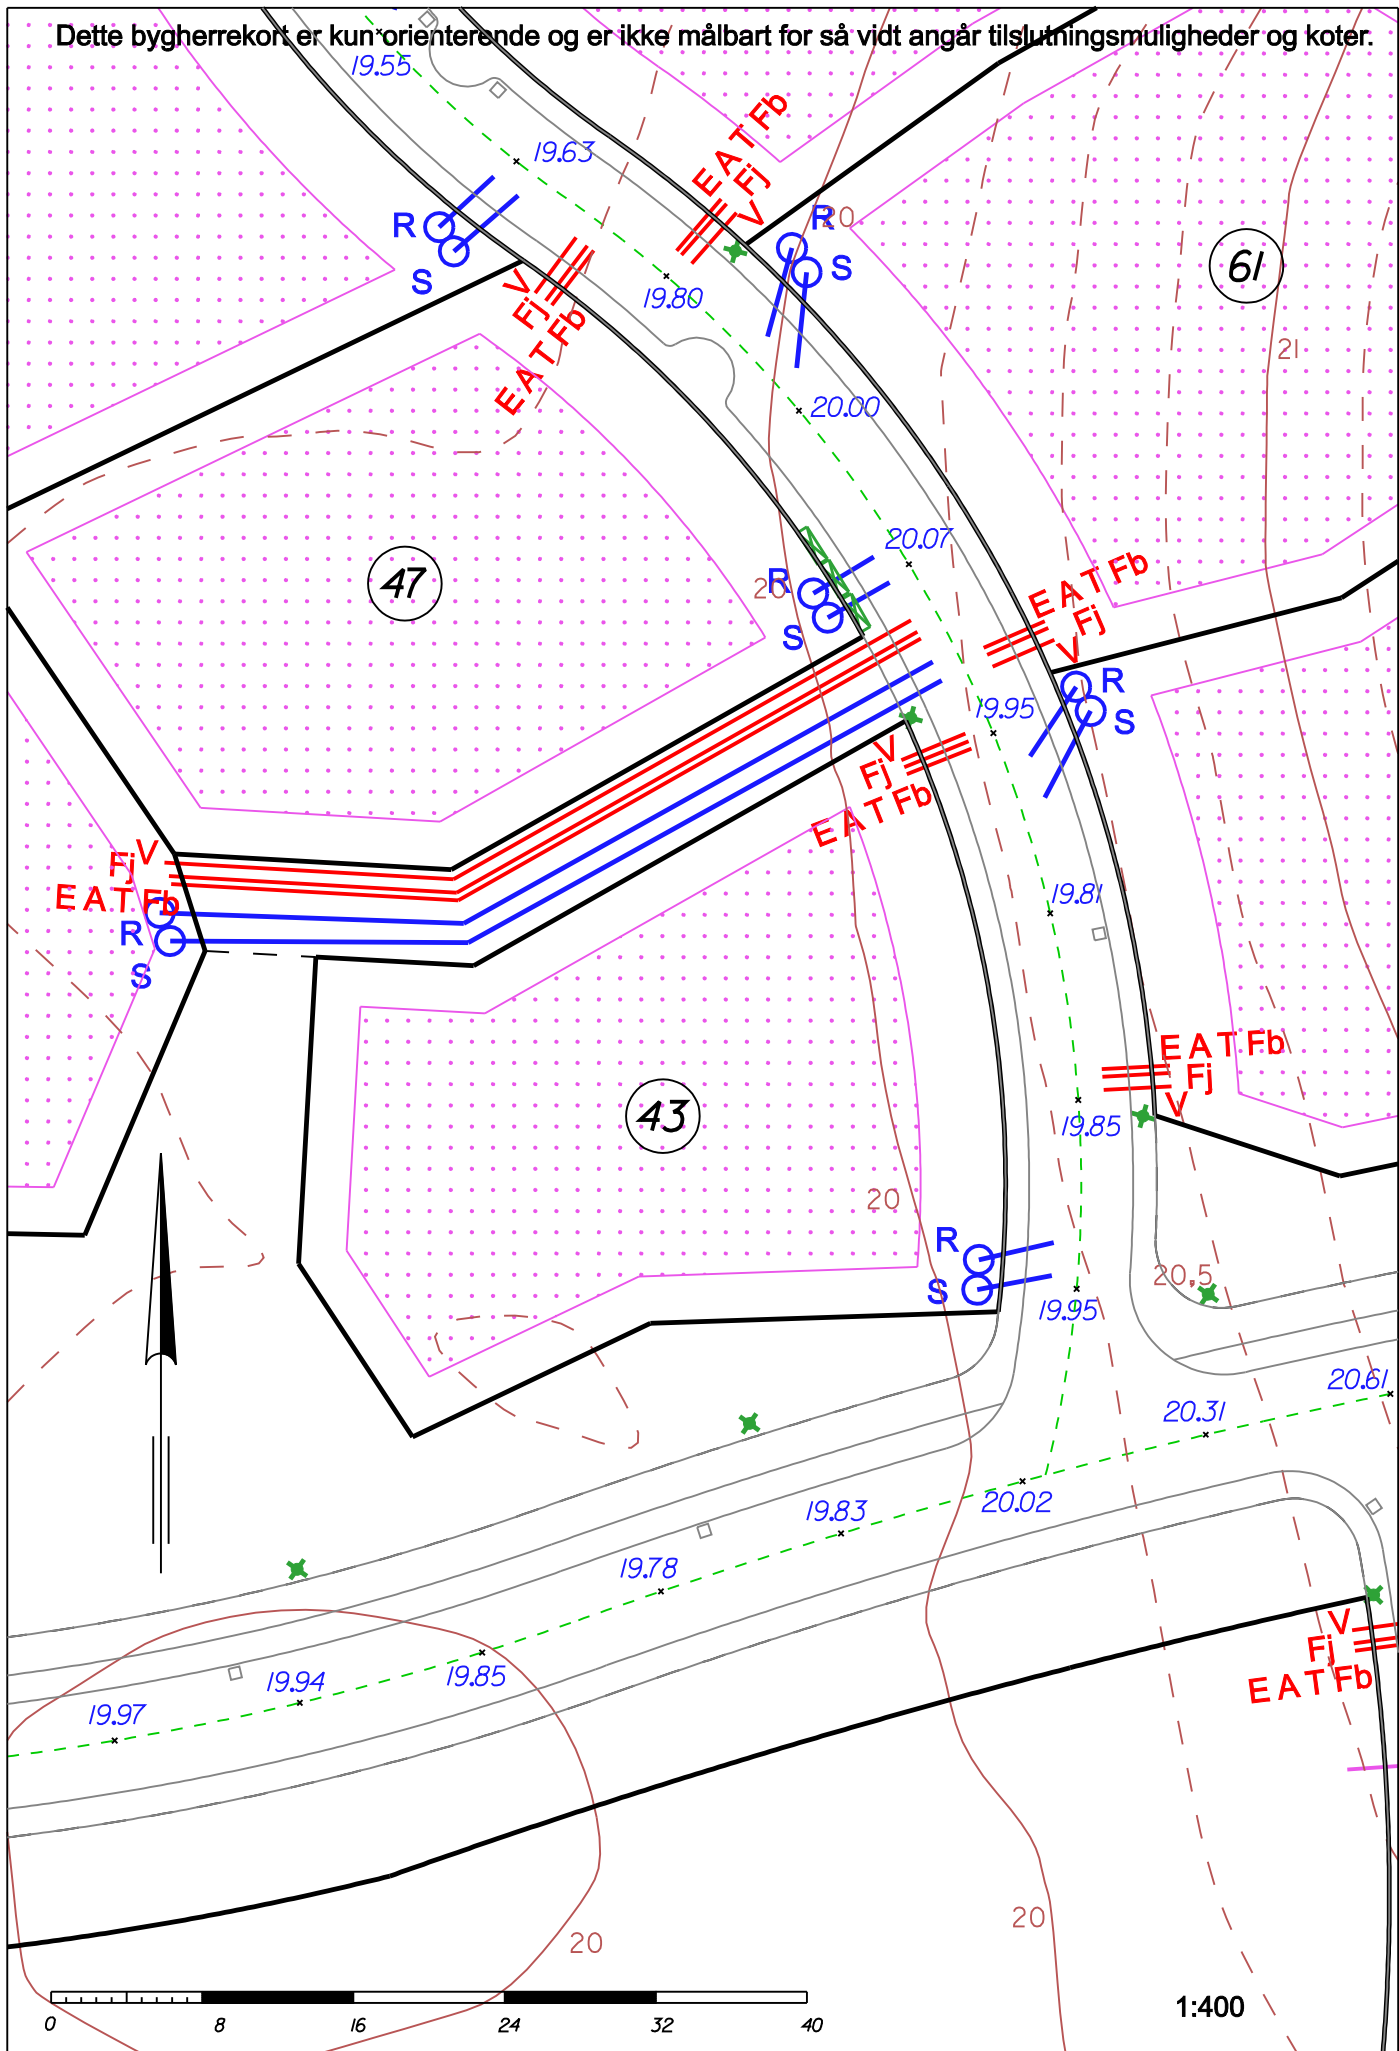 Dette bygherrekort er kun orienterende og er ikke målbart for så vidt angår tilslutningsmuligheder og koter.
19.55
19.63
E A T Fb
Fj
V
R
S
R
20
S
61
19.80
V
Fj
E A T Fb
21
20.00
20.07
47
R
20
S
E A T Fb
Fj
V
R
S
19.95
V
Fj
E A T Fb
V
Fj
E A T Fb
R
S
19.81
E A T Fb
Fj
V
43
19.85
20
R
S
20.5
19.95
20.61
20.31
20.02
19.83
19.78
19.85
19.94
19.97
V
Fj
E A T Fb
20
20
1:400
0 8 16 24 32 40